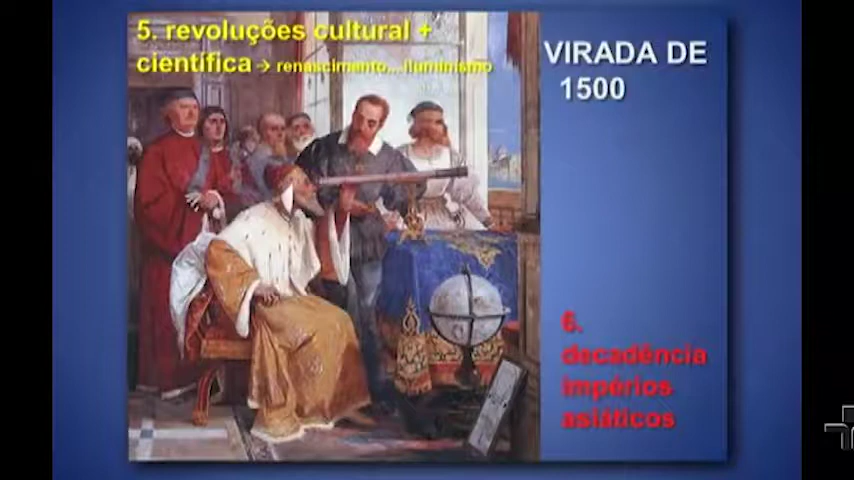 5. revoluções cultural +
científica → renascimento...iluminismo
VIRADA DE
1500
6.
decadência
impérios
asiáticos